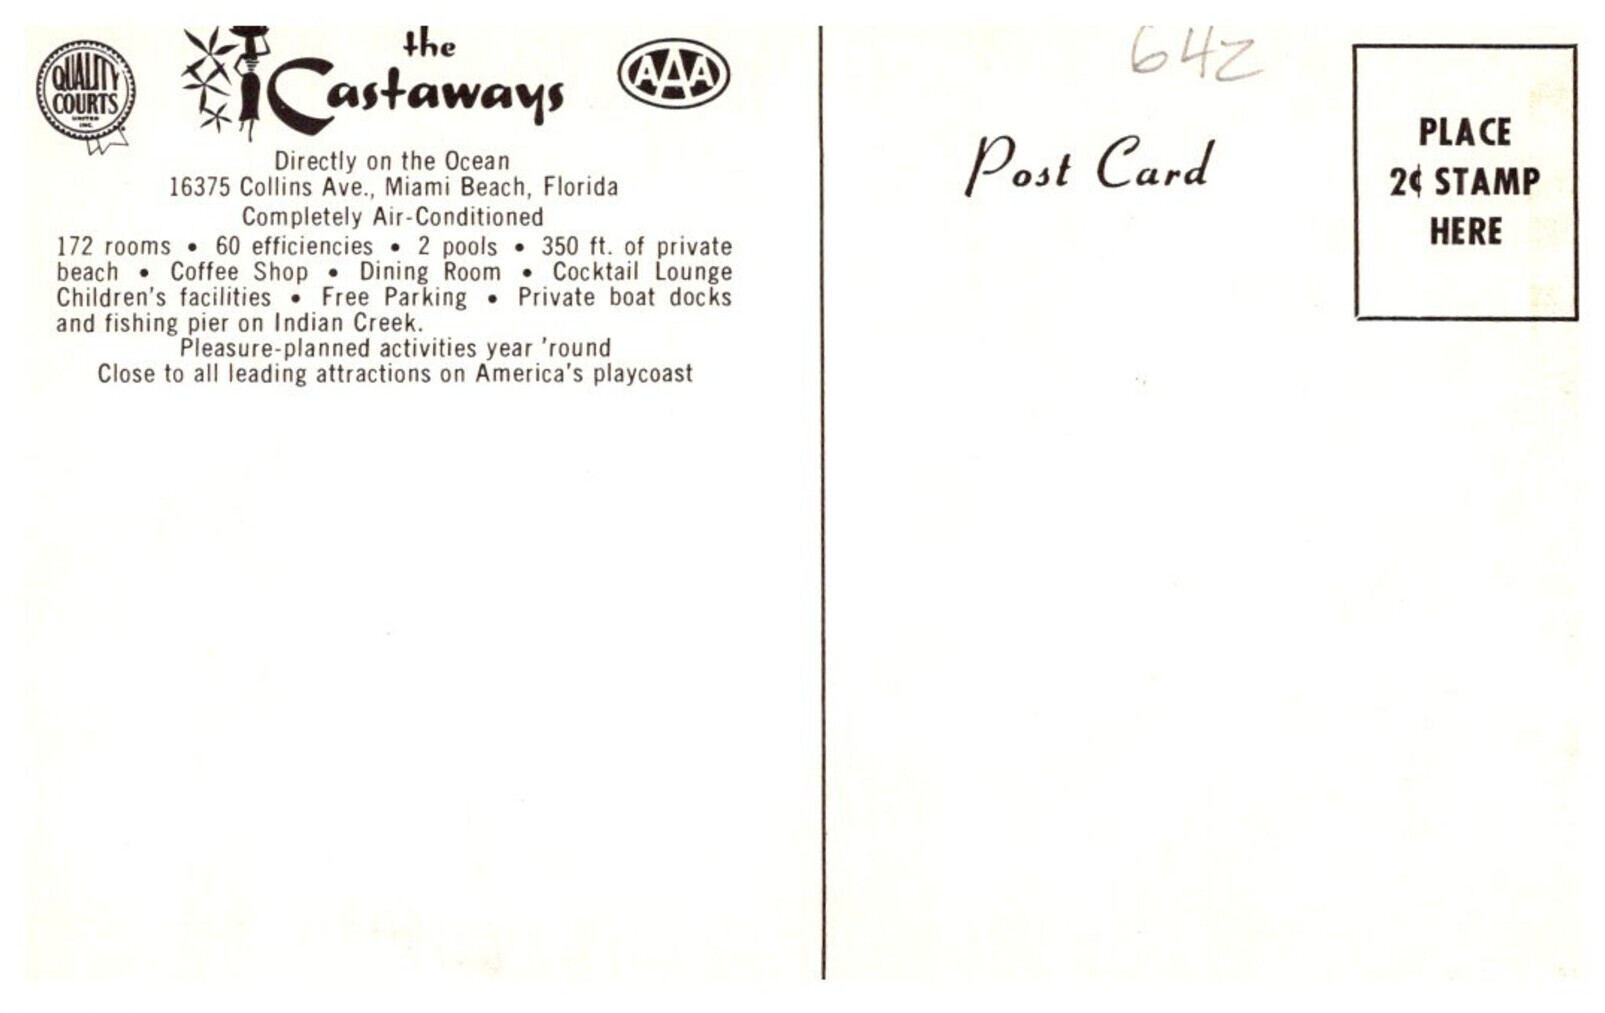 the
Castaways
QUALITY
COURTS
UNITED
INC.
AAA
Directly on the Ocean
16375 Collins Ave., Miami Beach, Florida
Completely Air-Conditioned
172 rooms • 60 efficiencies • 2 pools • 350 ft. of private
beach • Coffee Shop • Dining Room • Cocktail Lounge
Children's facilities • Free Parking • Private boat docks
and fishing pier on Indian Creek.
Pleasure-planned activities year 'round
Close to all leading attractions on America's playcoast
642
Post Card
PLACE
2¢ STAMP
HERE